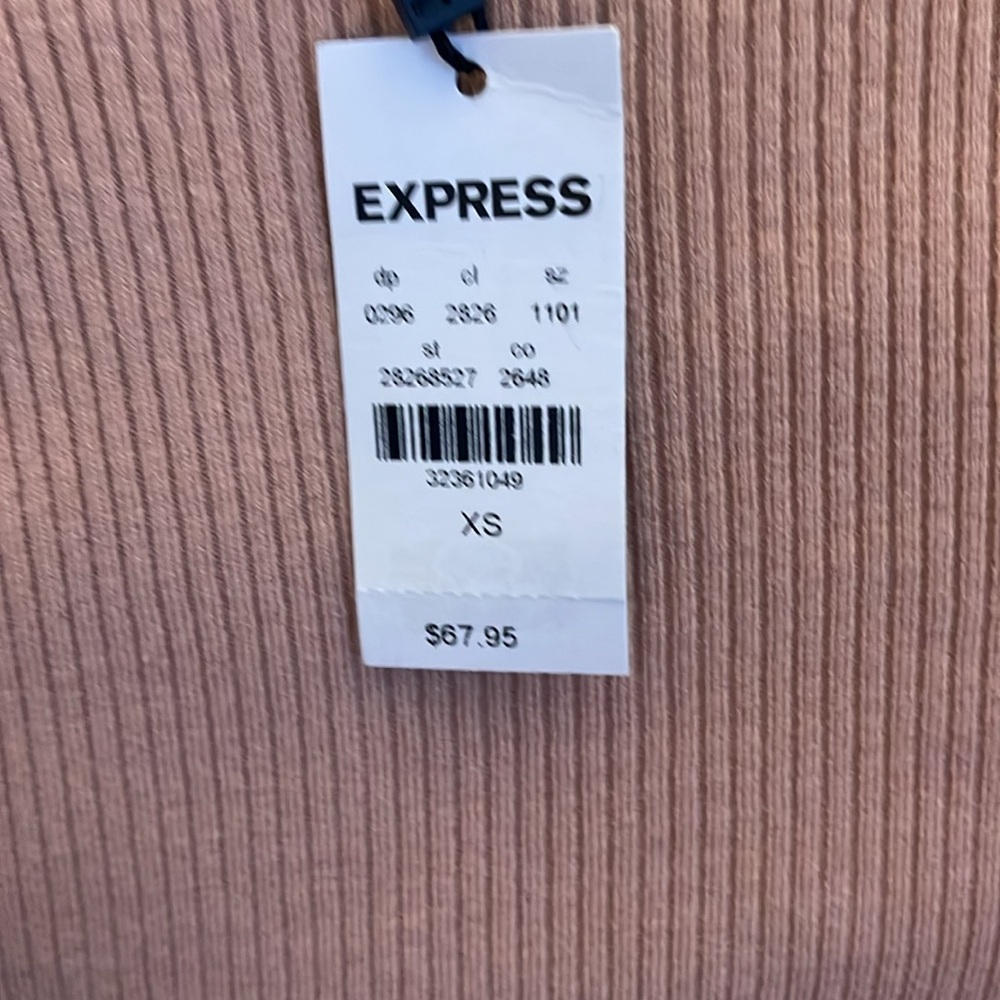 EXPRESS
dp cl sz
0296 2826 1101
st co
28268527 2648
32361049
XS
$67.95